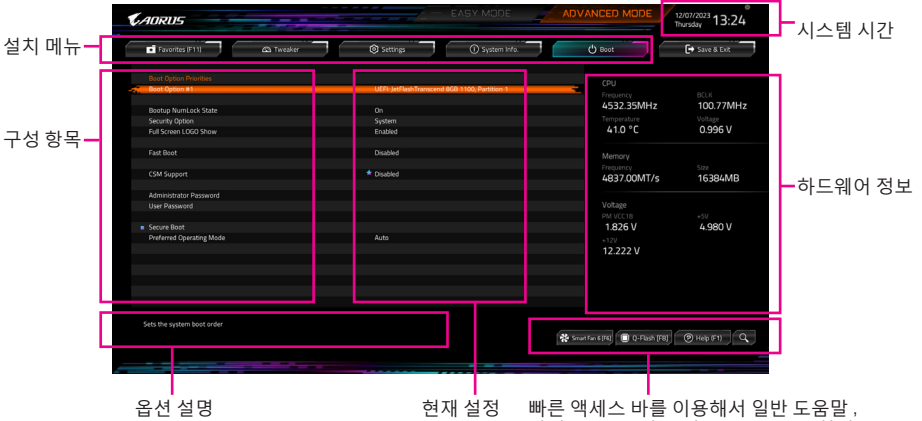 AORUS
EASY MODE
ADVANCED MODE
12/07/2023
Thursday
13:24
시스템 시간
설치 메뉴
Favorites (F11)
Tweaker
Settings
System Info.
Boot
Save & Exit
구성 항목
Boot Option Priorities
Boot Option #1
UEFI: JetFlashTranscend 8GB 1100, Partition 1
Bootup NumLock State
On
Security Option
System
Full Screen LOGO Show
Enabled
Fast Boot
Disabled
CSM Support
Disabled
Administrator Password
User Password
Secure Boot
Preferred Operating Mode
Auto
CPU
Frequency
BCLK
4532.35MHz
100.77MHz
Temperature
Voltage
41.0 °C
0.996 V
Memory
Frequency
Size
4837.00MT/s
16384MB
Voltage
PM VCC18
+5V
1.826 V
4.980 V
+12V
12.222 V
하드웨어 정보
Sets the system boot order
Smart Fan 6 [F6]
Q-Flash [F8]
Help (F1)
옵션 설명
현재 설정
빠른 액세스 바를 이용해서 일반 도움말 ,